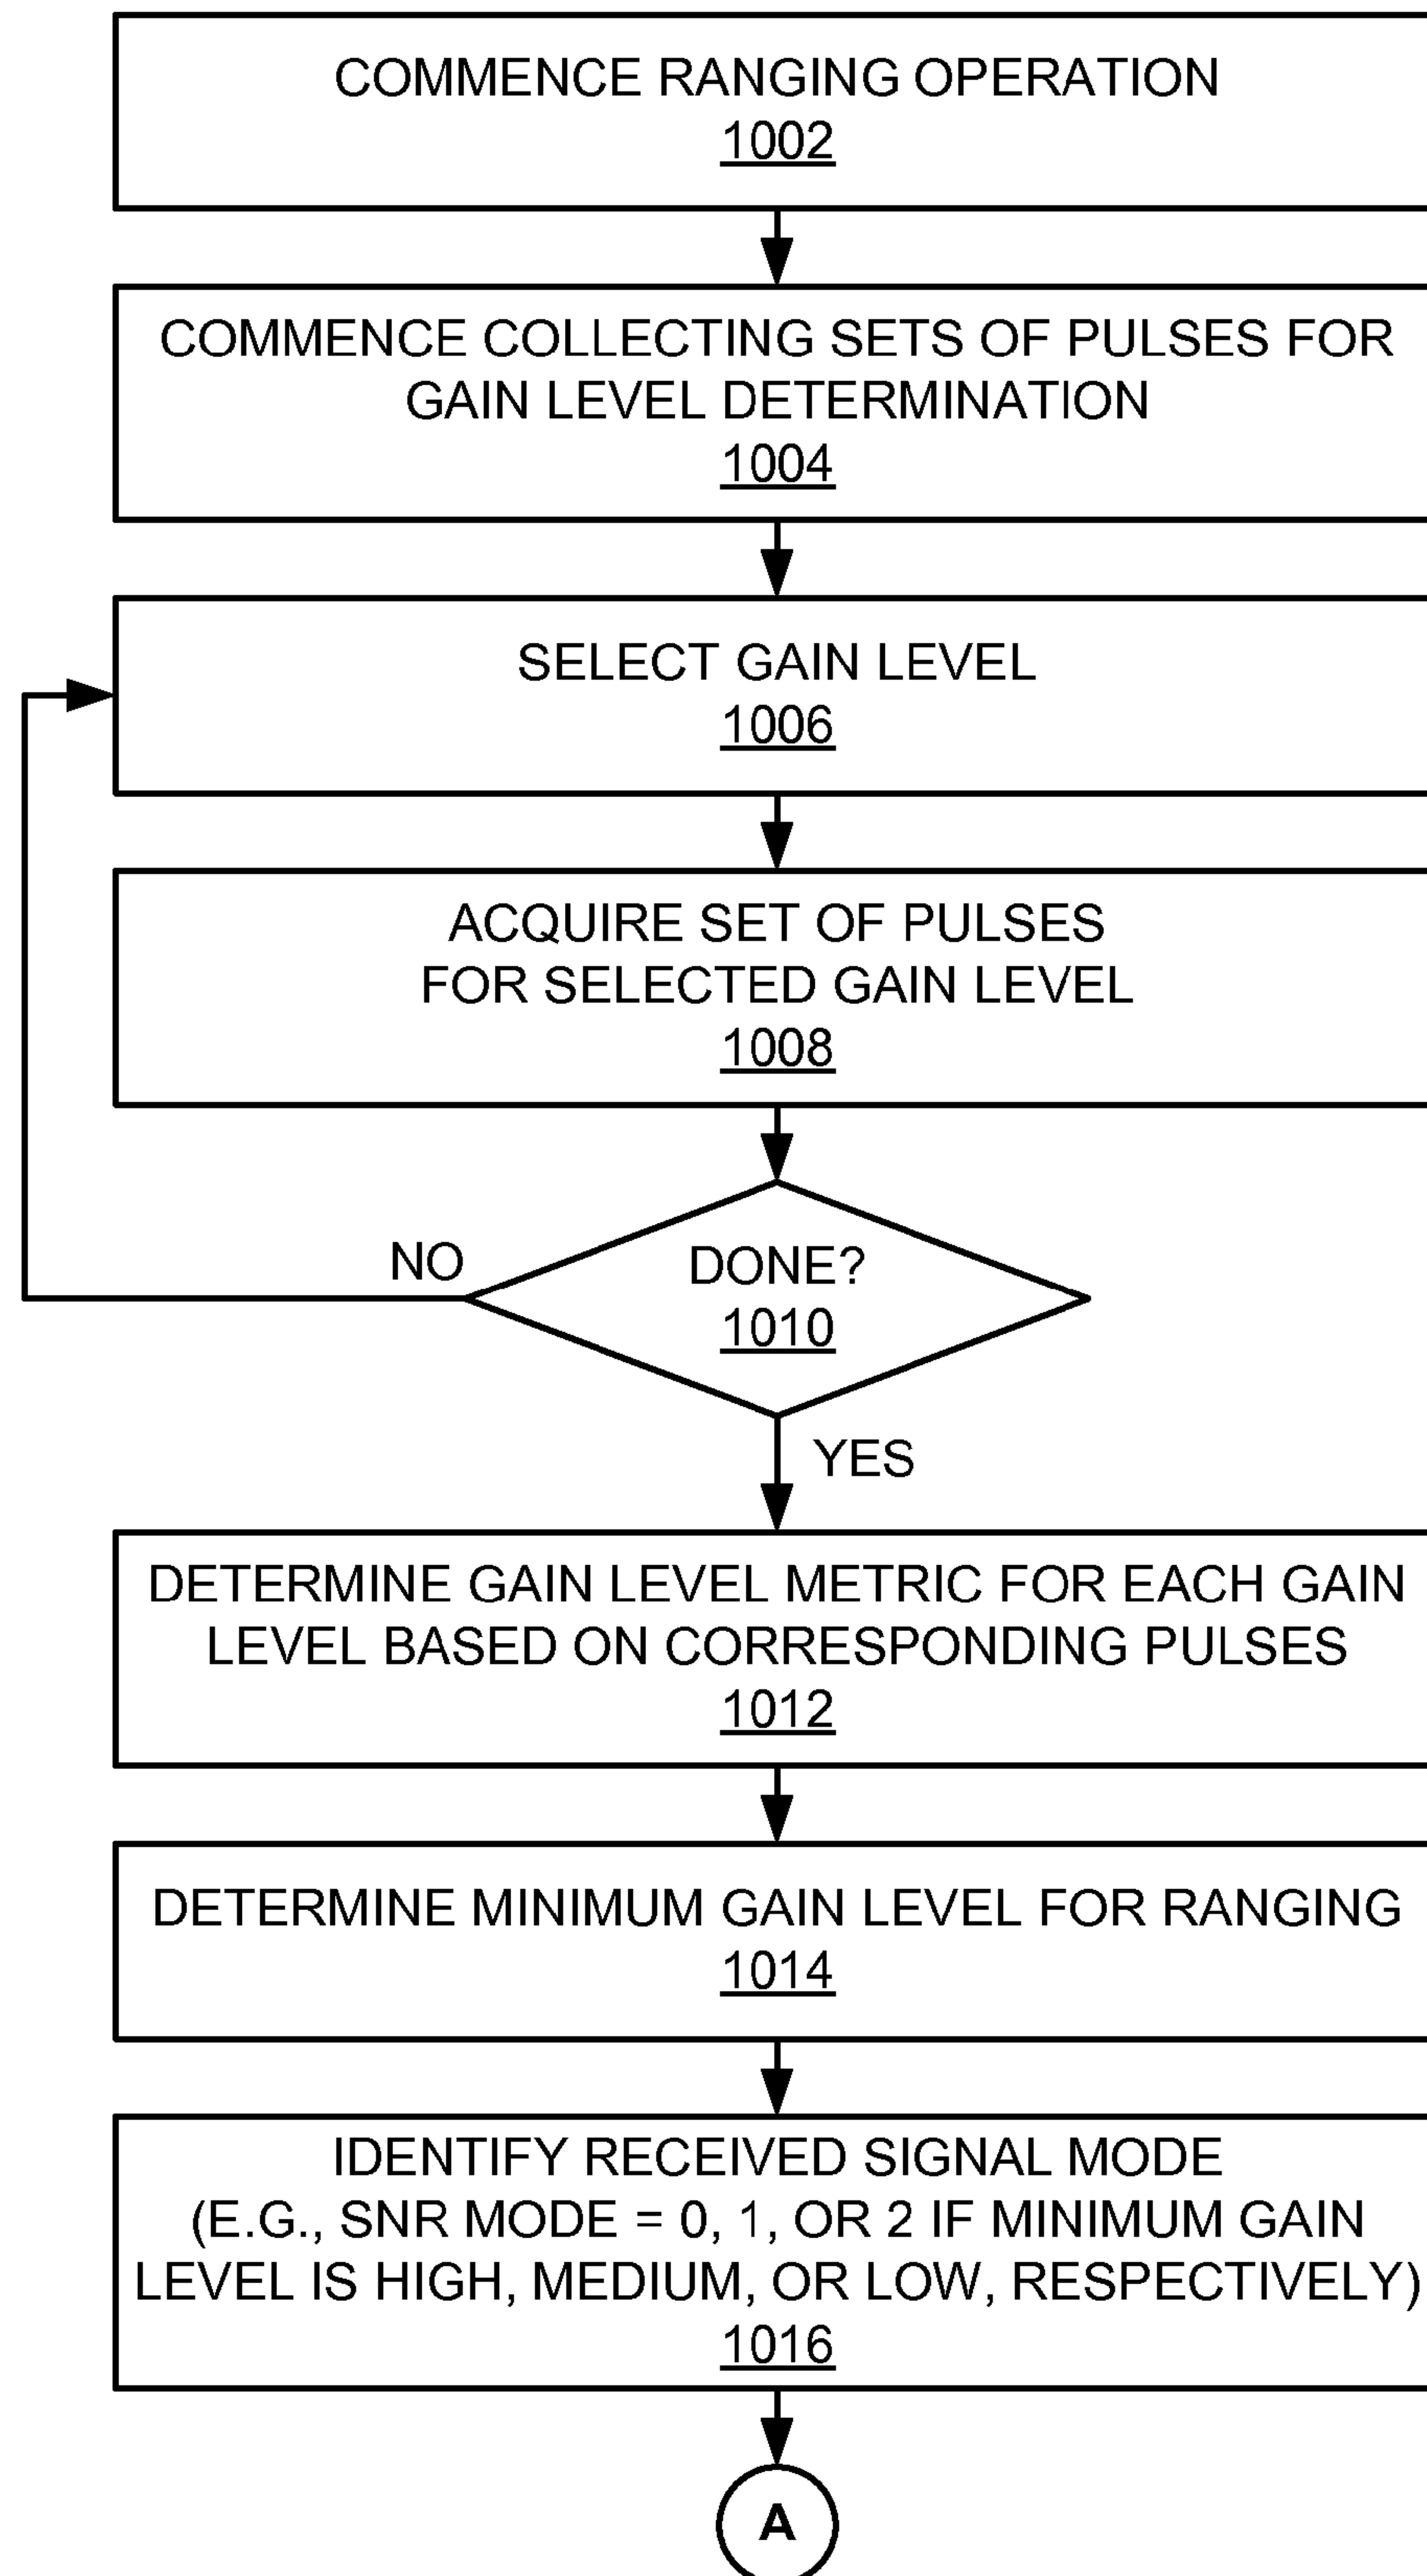 COMMENCE RANGING OPERATION
1002
COMMENCE COLLECTING SETS OF PULSES FOR
GAIN LEVEL DETERMINATION
1004
SELECT GAIN LEVEL
1006
ACQUIRE SET OF PULSES
FOR SELECTED GAIN LEVEL
1008
NO
DONE?
1010
YES
DETERMINE GAIN LEVEL METRIC FOR EACH GAIN
LEVEL BASED ON CORRESPONDING PULSES
1012
DETERMINE MINIMUM GAIN LEVEL FOR RANGING
1014
IDENTIFY RECEIVED SIGNAL MODE
(E.G., SNR MODE = 0, 1, OR 2 IF MINIMUM GAIN
LEVEL IS HIGH, MEDIUM, OR LOW, RESPECTIVELY)
1016
A